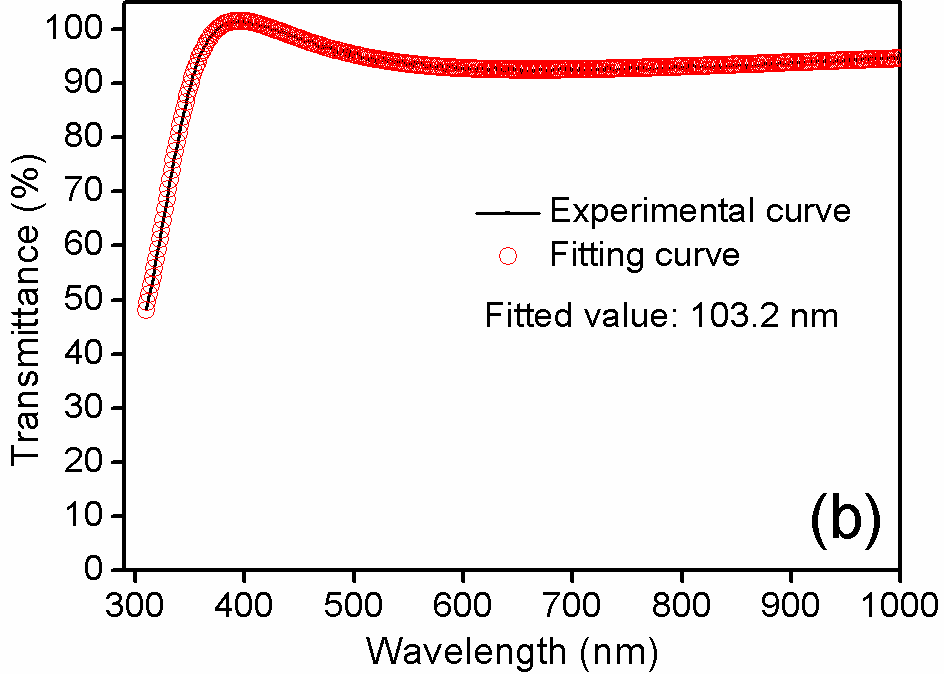 100
90
80
70
60
50
40
30
20
10
0
Transmittance (%)
Experimental curve
Fitting curve
Fitted value: 103.2 nm
(b)
300 400 500 600 700 800 900 1000
Wavelength (nm)